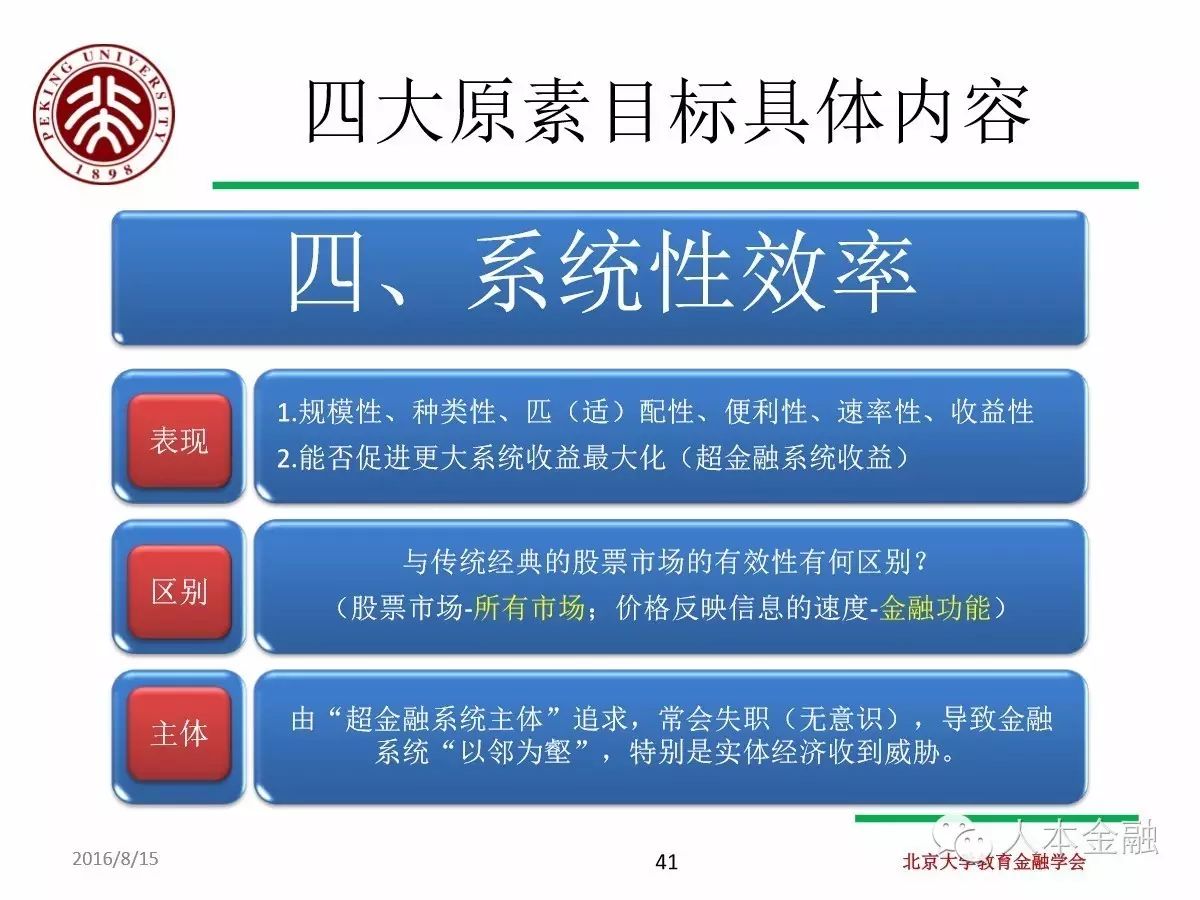 PEKING UNIVERSITY
1898
四大原素目标具体内容
四、系统性效率
表现
1.规模性、种类性、匹（适）配性、便利性、速率性、收益性
2.能否促进更大系统收益最大化（超金融系统收益）
区别
与传统经典的股票市场的有效性有何区别？
（股票市场-所有市场；价格反映信息的速度-金融功能）
主体
由“超金融系统主体”追求，常会失职（无意识），导致金融
系统“以邻为壑”，特别是实体经济收到威胁。
人本金融
2016/8/15
41
北京大学教育金融学会